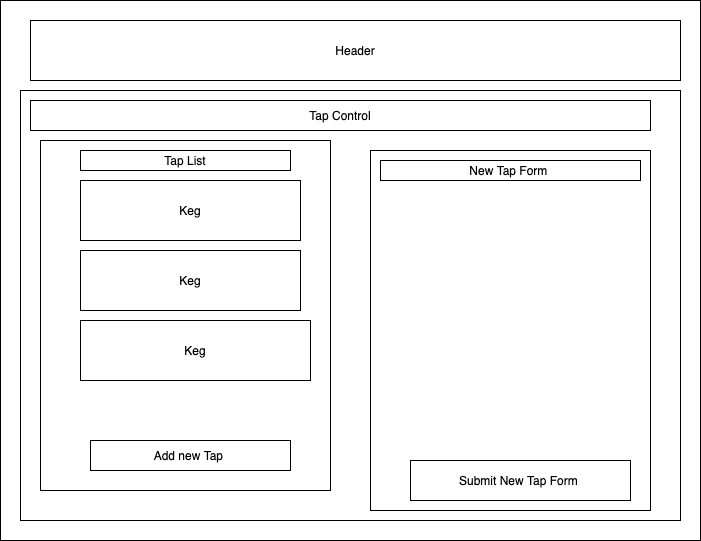 Header
Tap Control
Tap List
Keg
Keg
Keg
Add new Tap
New Tap Form
Submit New Tap Form